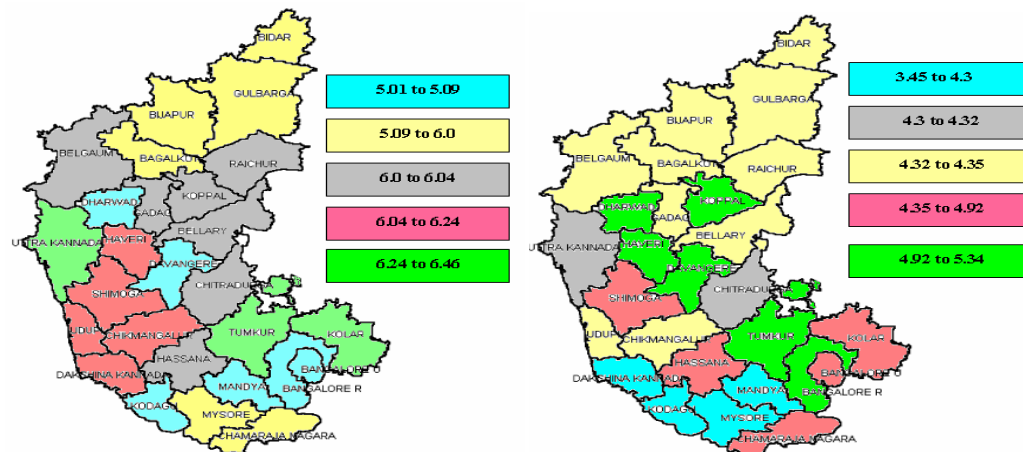 BIDAR
GULBARGA
BIJAPUR
BELGAUM
BAGALKOT
RAICHUR
KOPPAL
DHARWAD
GADAG
BELLARY
UTTRA KANNADA
HAVERI
DAVANGERE
SHIMOGA
CHITRADURGA
UDUPI
CHIKMANGALUR
TUMKUR
KOLAR
HASSANA
BANGALORE U
DAKSHINA KANNADA
MANDYA
BANGALORE R
KODAGU
MYSORE
CHAMARAJA NAGARA
5.01 to 5.09
5.09 to 6.0
6.0 to 6.04
6.04 to 6.24
6.24 to 6.46
BIDAR
GULBARGA
BIJAPUR
BELGAUM
BAGALKOT
RAICHUR
KOPPAL
DHARWAD
GADAG
BELLARY
UTTRA KANNADA
HAVERI
DAVANGERE
SHIMOGA
CHITRADURGA
UDUPI
CHIKMANGALUR
TUMKUR
KOLAR
HASSANA
BANGALORE U
DAKSHINA KANNADA
MANDYA
BANGALORE R
KODAGU
MYSORE
CHAMARAJA NAGARA
3.45 to 4.3
4.3 to 4.32
4.32 to 4.35
4.35 to 4.92
4.92 to 5.34